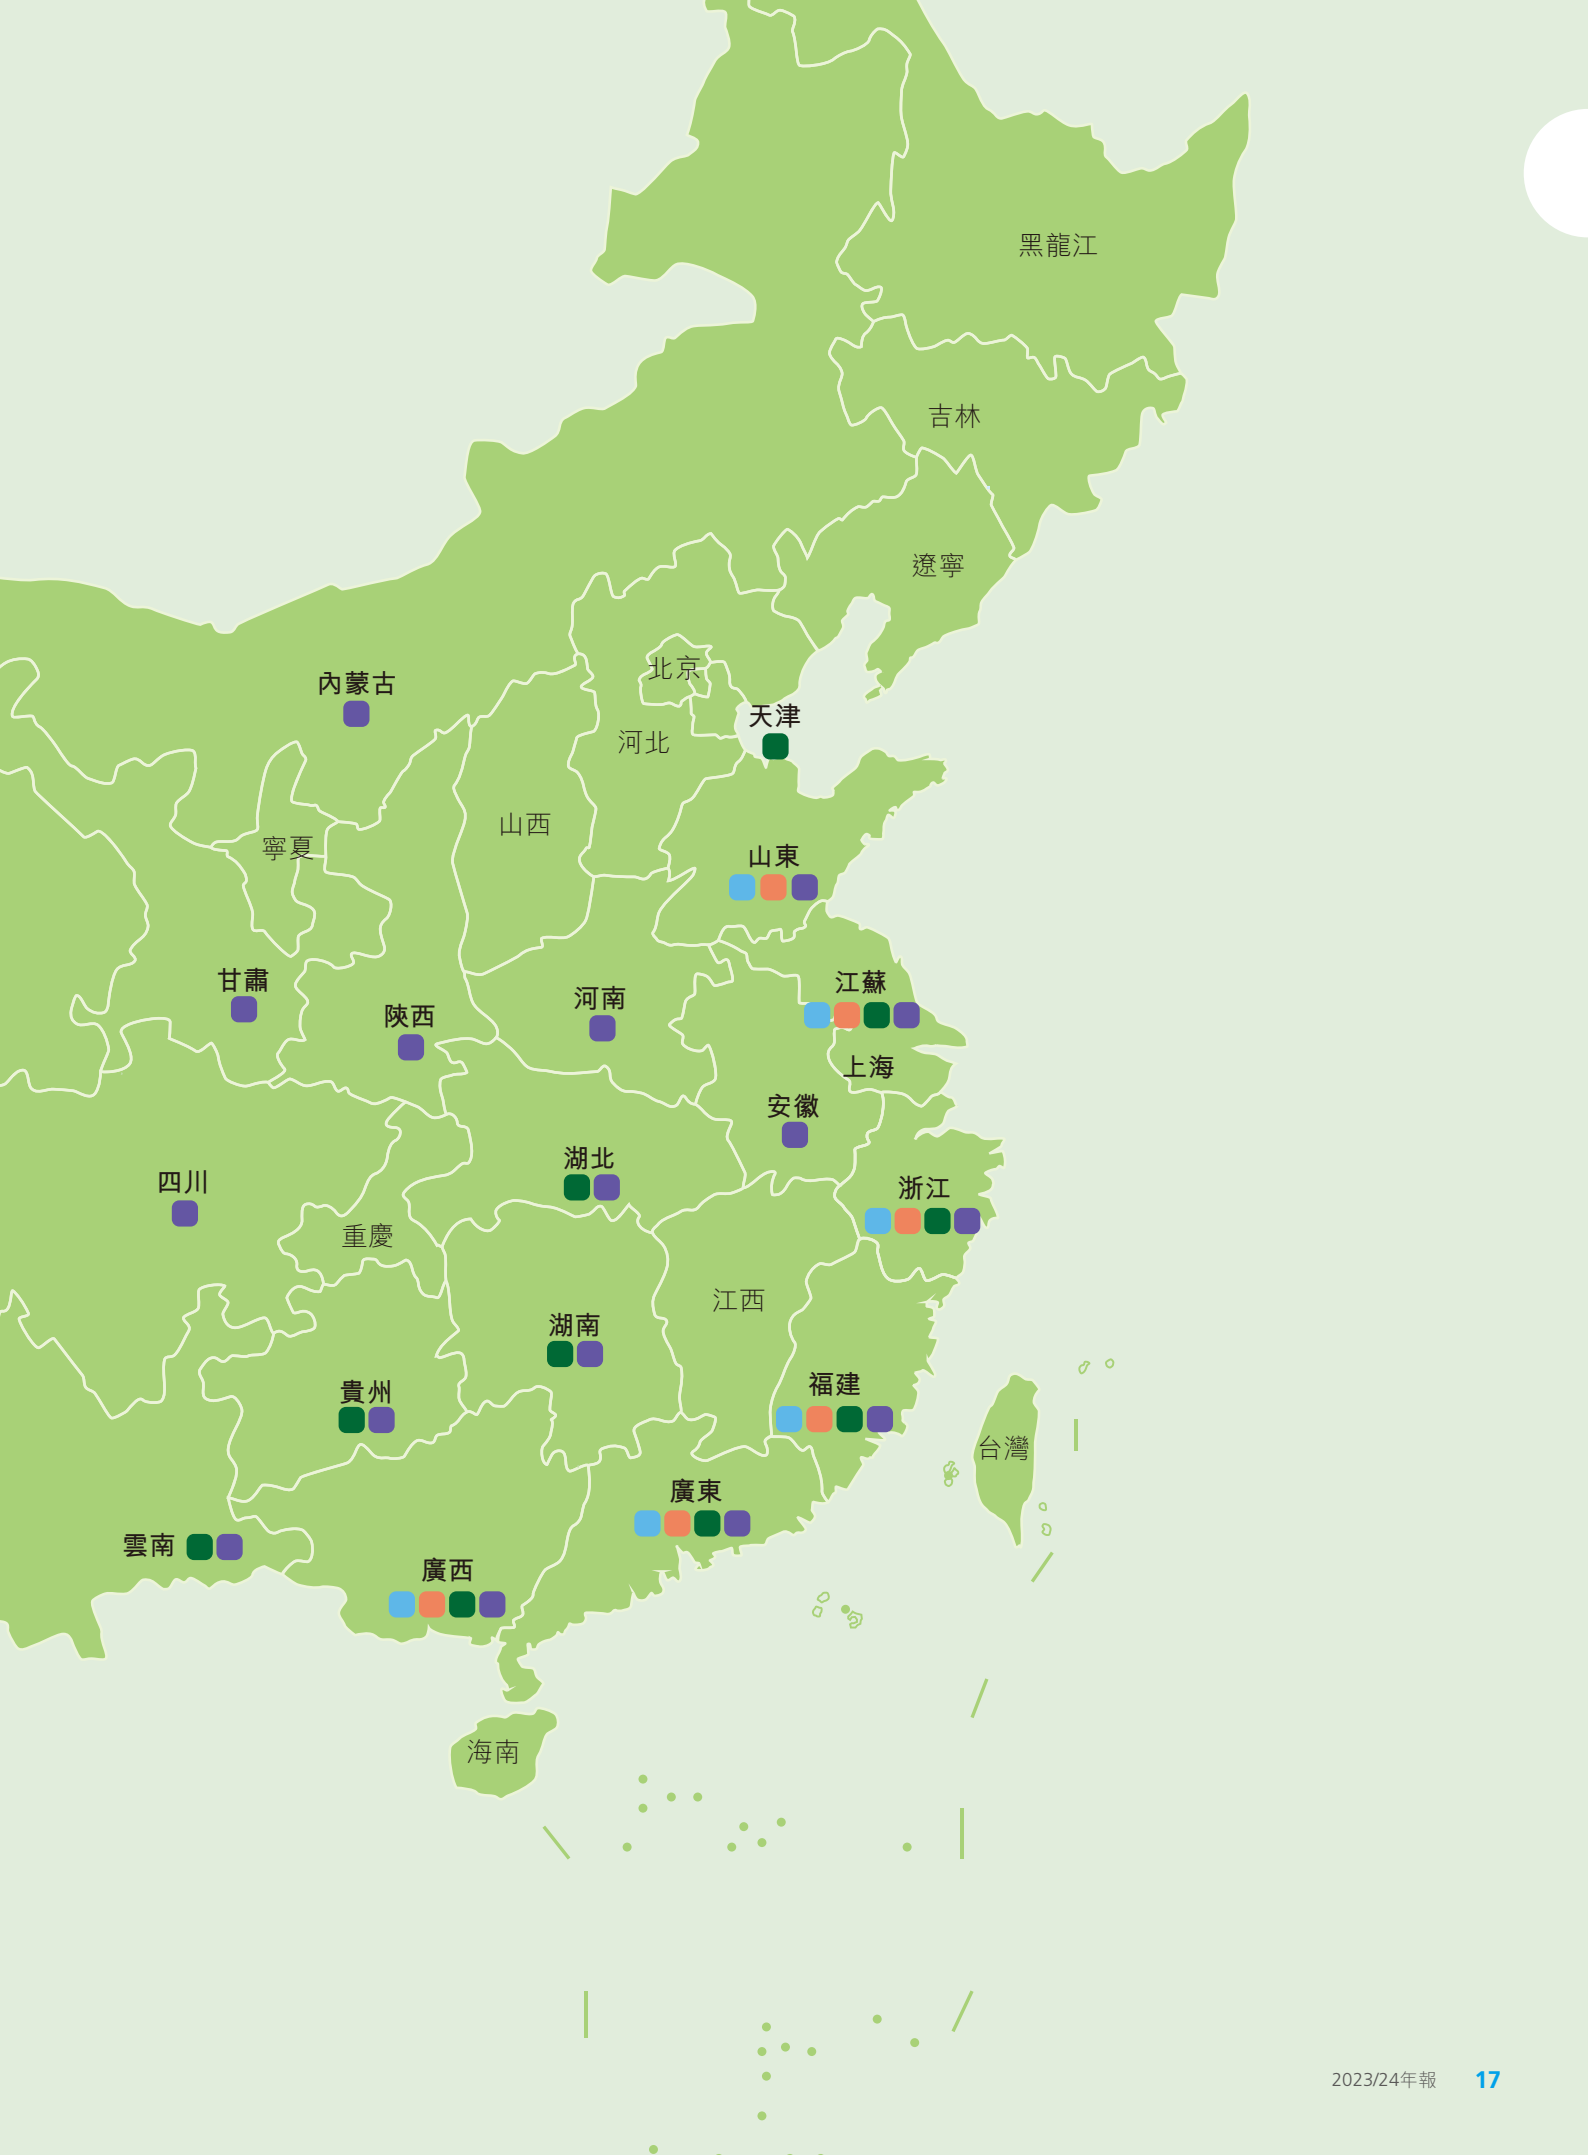 黑龍江
吉林
遼寧
北京
內蒙古
天津
河北
山西
寧夏
山東
甘肅
江蘇
河南
陝西
上海
安徽
湖北
四川
浙江
重慶
江西
湖南
福建
貴州
台灣
廣東
雲南
廣西
海南
2023/24年報 17